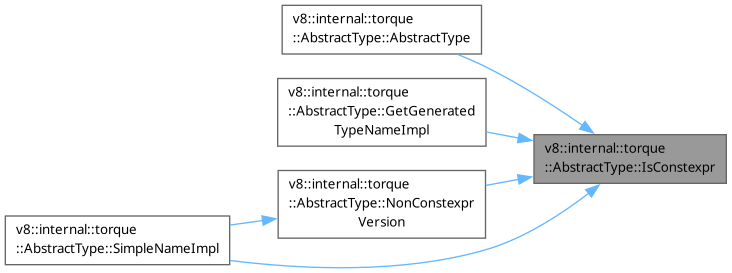 v8::internal::torque
::AbstractType::AbstractType
v8::internal::torque
::AbstractType::GetGenerated
TypeNameImpl
v8::internal::torque
::AbstractType::IsConstexpr
v8::internal::torque
::AbstractType::NonConstexpr
Version
v8::internal::torque
::AbstractType::SimpleNameImpl